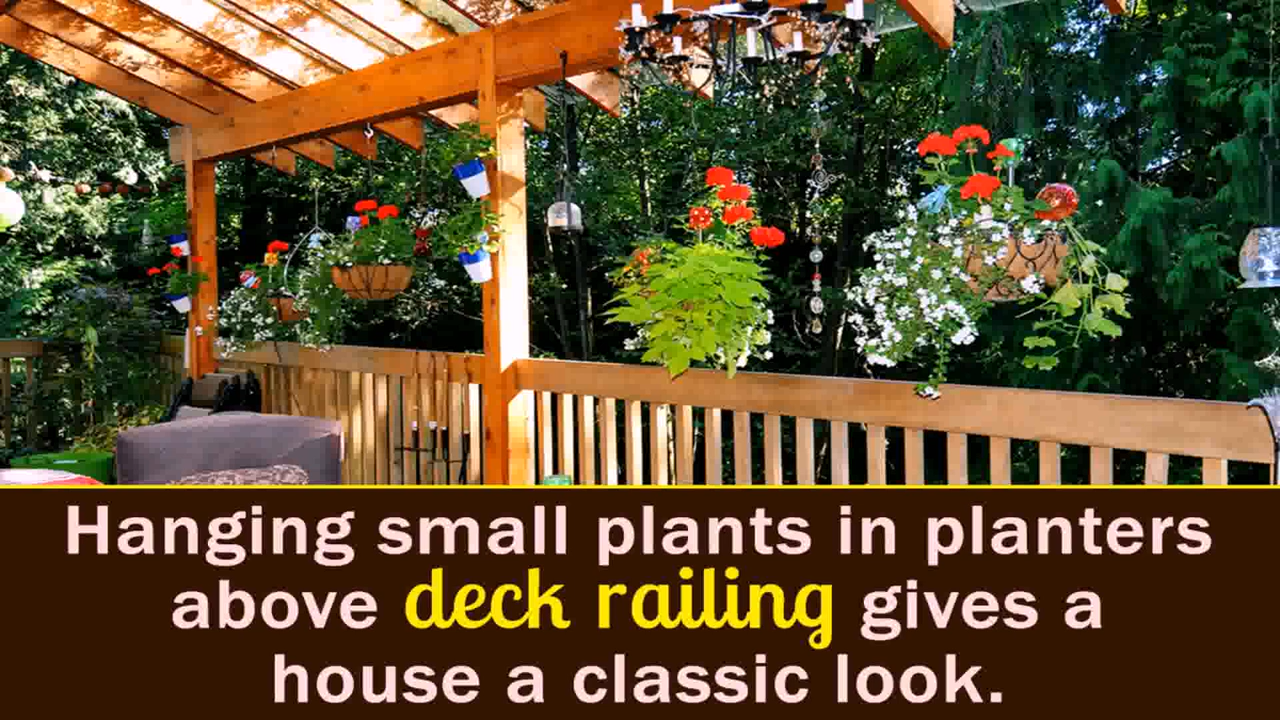 Hanging small plants in planters
above deck railing gives a
house a classic look.